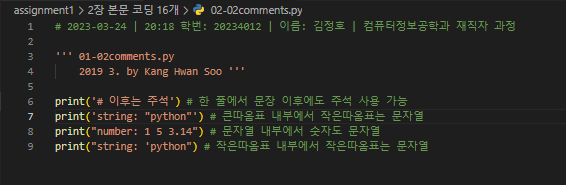 assignment1 > 2장 본문 코딩 16개 > 02-02comments.py
1 # 2023-03-24 | 20:18 학번: 20234012 | 이름: 김정호 | 컴퓨터정보공학과 재직자 과정
2
3 ''' 01-02comments.py
4 2019 3. by Kang Hwan Soo '''
5
6 print('# 이후는 주석') # 한 줄에서 문장 이후에도 주석 사용 가능
7 print('string: "python"') # 큰따옴표 내부에서 작은따옴표는 문자열
8 print("number: 1 5 3.14") # 문자열 내부에서 숫자도 문자열
9 print("string: 'python") # 작은따옴표 내부에서 작은따옴표는 문자열